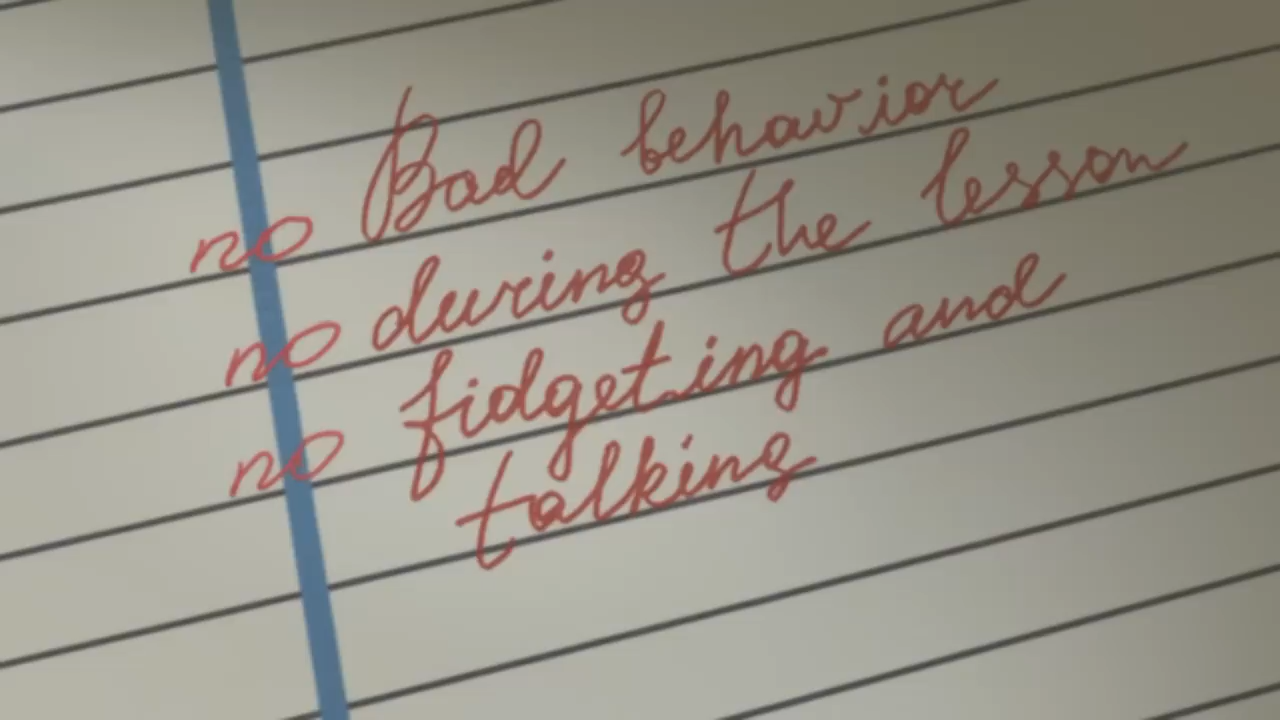 no Bad behavior
no during the lesson
no fidgeting and
talking